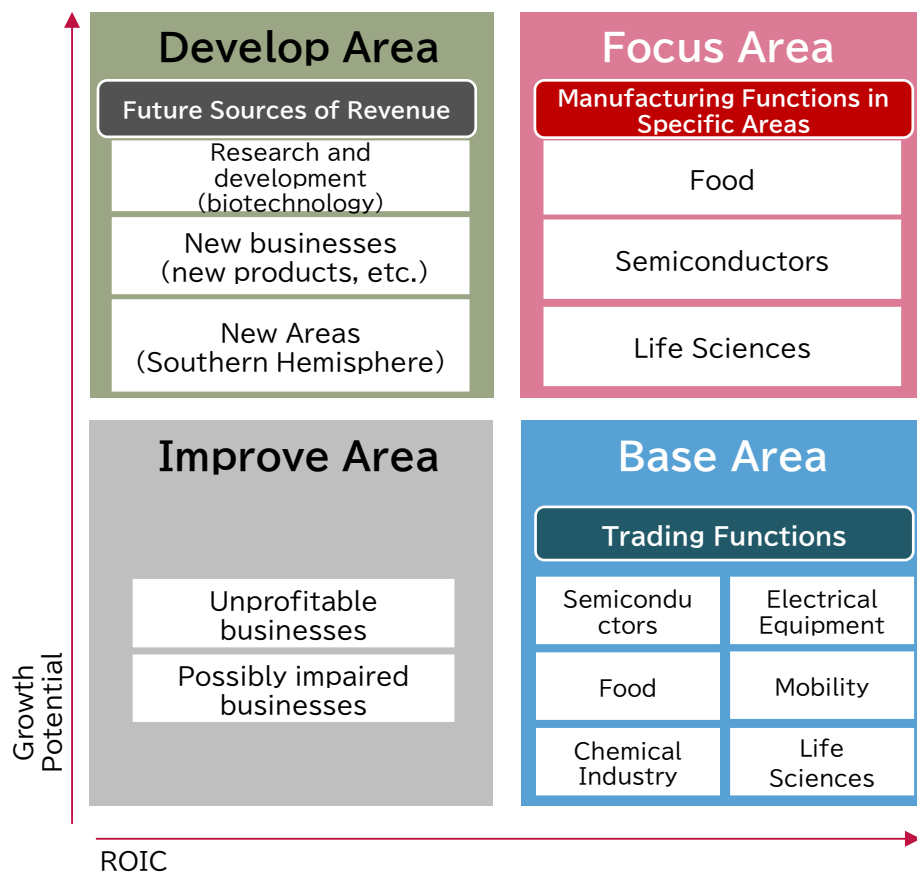 Develop Area
Future Sources of Revenue
Research and
development
(biotechnology)
New businesses
(new products, etc.)
New Areas
(Southern Hemisphere)
Focus Area
Manufacturing Functions in
Specific Areas
Food
Semiconductors
Life Sciences
Improve Area
Unprofitable
businesses
Possibly impaired
businesses
Base Area
Trading Functions
Semicondu
ctors
Electrical
Equipment
Food
Mobility
Chemical
Industry
Life
Sciences
Growth
Potential
ROIC